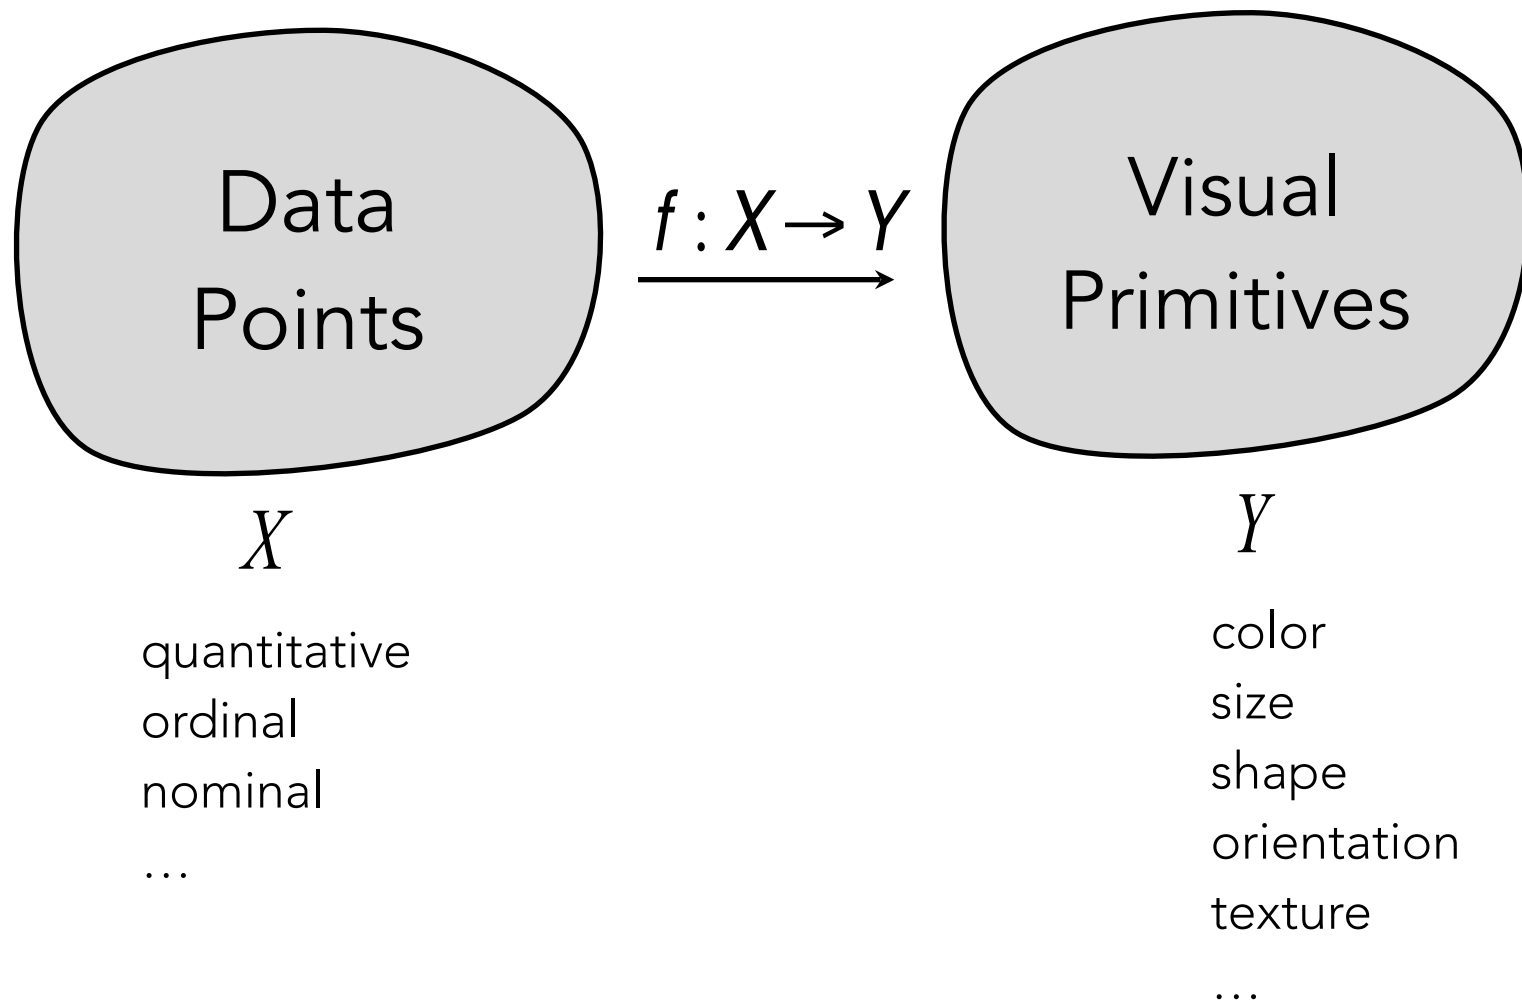 Data
Points
f : X → Y
Visual
Primitives
X
Y
quantitative
ordinal
nominal
…
color
size
shape
orientation
texture
…